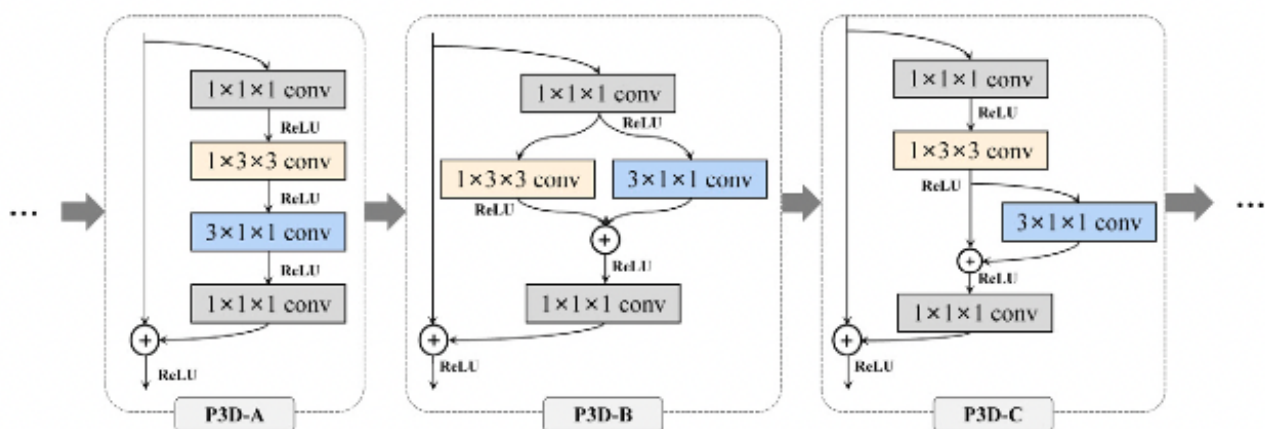 1×1×1 conv
ReLU
1×3×3 conv
ReLU
3×1×1 conv
ReLU
1×1×1 conv
+
ReLU
P3D-A
1×1×1 conv
ReLU
1×3×3 conv
3×1×1 conv
ReLU
+
ReLU
1×1×1 conv
+
ReLU
P3D-B
1×1×1 conv
1×3×3 conv
ReLU
3×1×1 conv
+
ReLU
1×1×1 conv
+
ReLU
P3D-C
...
...